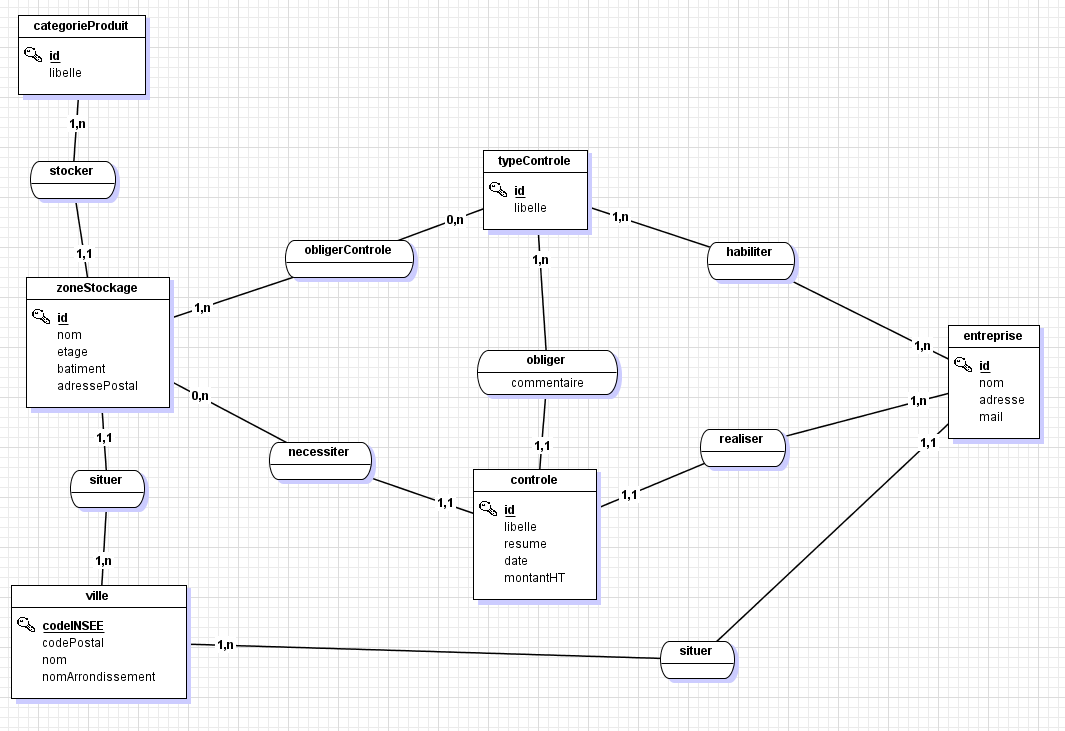 categorieProduit
id
libelle
1,n
stocker
1,1
zoneStockage
id
nom
etage
batiment
adressePostal
1,1
situer
1,n
ville
codeINSEE
codePostal
nom
nomArrondissement
typeControle
id
libelle
0,n
obligerControle
1,n
1,n
habiliter
1,n
1,n
obliger
commentaire
1,1
entreprise
id
nom
adresse
mail
0,n
necessiter
1,1
1,n
realiser
1,1
controle
id
libelle
resume
date
montantHT
1,1
situer
1,n